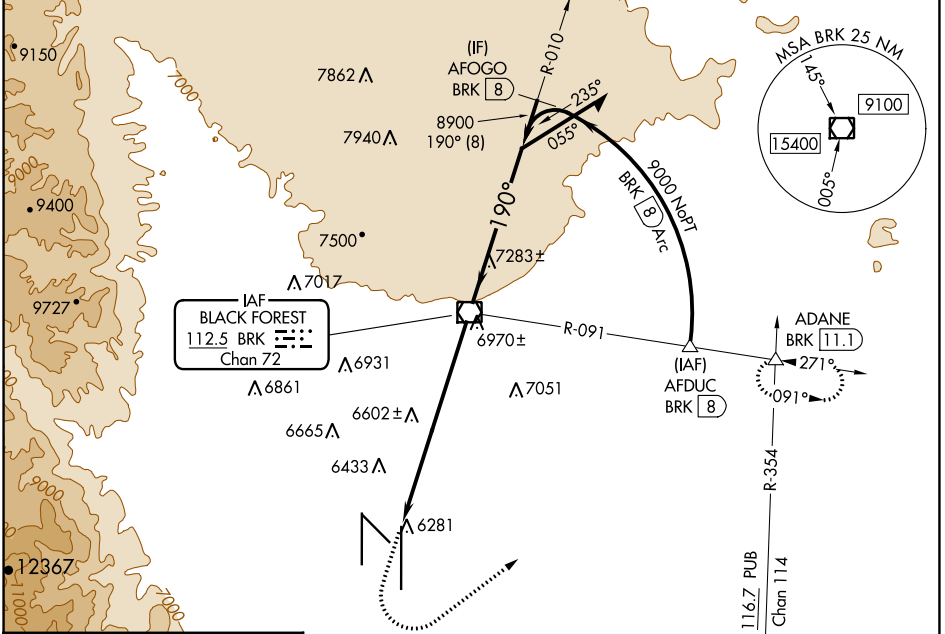 9150
7000
9000
7862
7940
(IF)
AFOGO
BRK 8
R-010
8900
190° (8)
235°
055°
MSA BRK 25 NM
145°
9100
15400
005°
9400
190°
9000 NoPT
BRK 8 Arc
7500
7283±
7017
9727
IAF
BLACK FOREST
112.5 BRK
Chan 72
6970±
R-091
ADANE
BRK 11.1
271°
091°
(IAF)
AFDUC
BRK 8
6931
6861
7051
6602±
6665
6433
R-354
9000
6281
12367
11000
7000
116.7 PUB
Chan 114